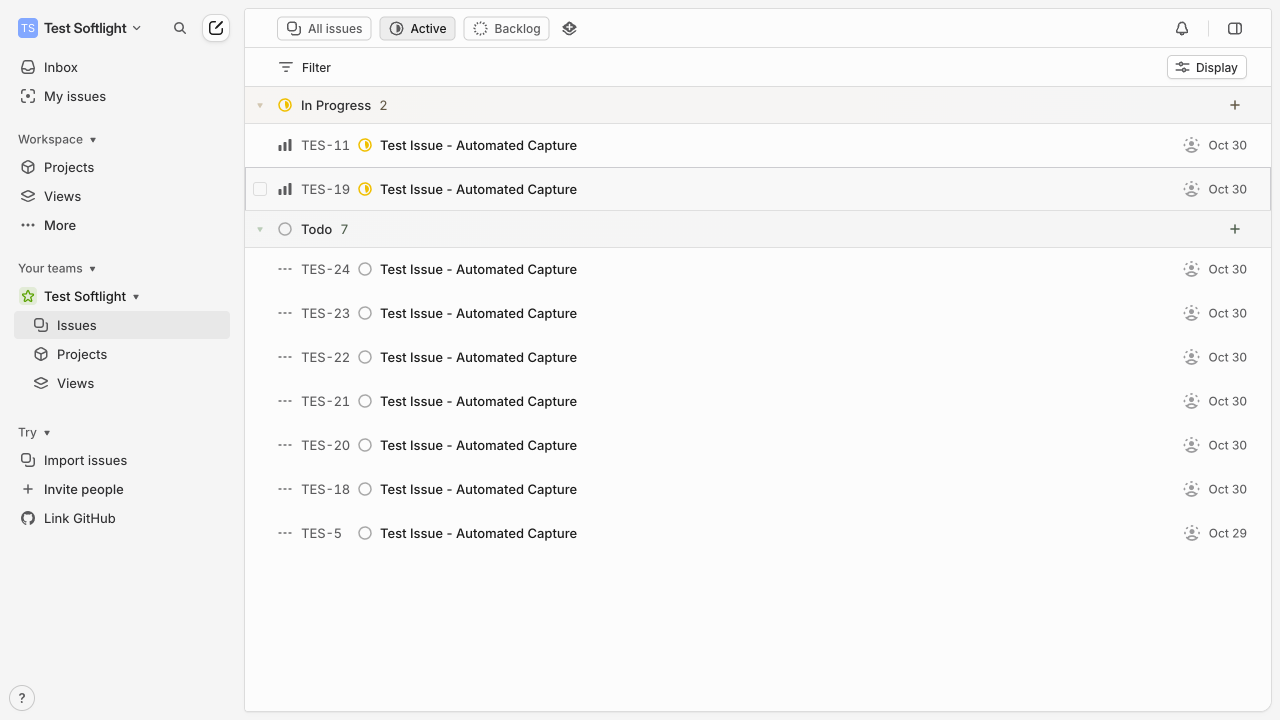 TS Test Softlight
Inbox
My issues
Workspace
Projects
Views
More
Your teams
Test Softlight
Issues
Projects
Views
Try
Import issues
Invite people
Link GitHub
?
All issues Active Backlog
Filter Display
In Progress 2
TES-11 Test Issue - Automated Capture Oct 30
TES-19 Test Issue - Automated Capture Oct 30
Todo 7
TES-24 Test Issue - Automated Capture Oct 30
TES-23 Test Issue - Automated Capture Oct 30
TES-22 Test Issue - Automated Capture Oct 30
TES-21 Test Issue - Automated Capture Oct 30
TES-20 Test Issue - Automated Capture Oct 30
TES-18 Test Issue - Automated Capture Oct 30
TES-5 Test Issue - Automated Capture Oct 29